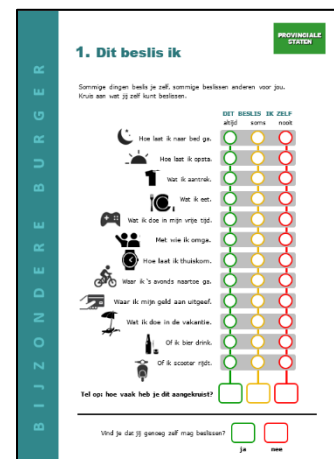 PROVINCIALE
STATEN
BIJZONDERE BURGER
1. Dit beslis ik
Sommige dingen beslis je zelf, sommige beslissen anderen voor jou.
Kruis aan wat jij zelf kunt beslissen.
DIT BESLIS IK ZELF
altijd soms nooit
Hoe laat ik naar bed ga.
Hoe laat ik opsta.
Wat ik aantrek.
Wat ik eet.
Wat ik doe in mijn vrije tijd.
Met wie ik omga.
Hoe laat ik thuiskom.
Waar ik 's avonds naartoe ga.
Waar ik mijn geld aan uitgeef.
Wat ik doe in de vakantie.
Of ik bier drink.
Of ik scooter rijdt.
Tel op: hoe vaak heb je dit aangekruist?
Vind je dat jij genoeg zelf mag beslissen?
ja nee